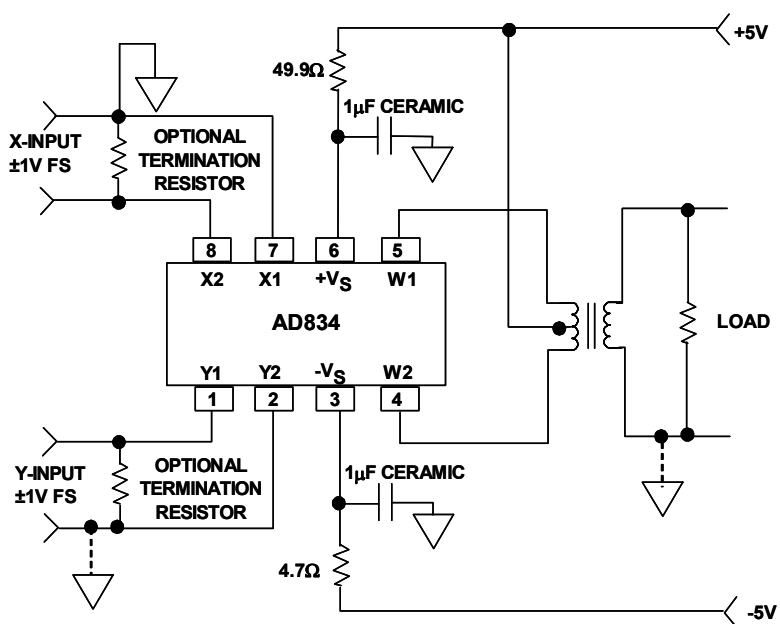 +5V
49.9Ω
1µF CERAMIC
X-INPUT
±1V FS
OPTIONAL
TERMINATION
RESISTOR
8
7
6
5
X2
X1
+VS
W1
AD834
LOAD
Y1
Y2
-VS
W2
1
2
3
4
Y-INPUT
±1V FS
OPTIONAL
TERMINATION
RESISTOR
1µF CERAMIC
4.7Ω
-5V